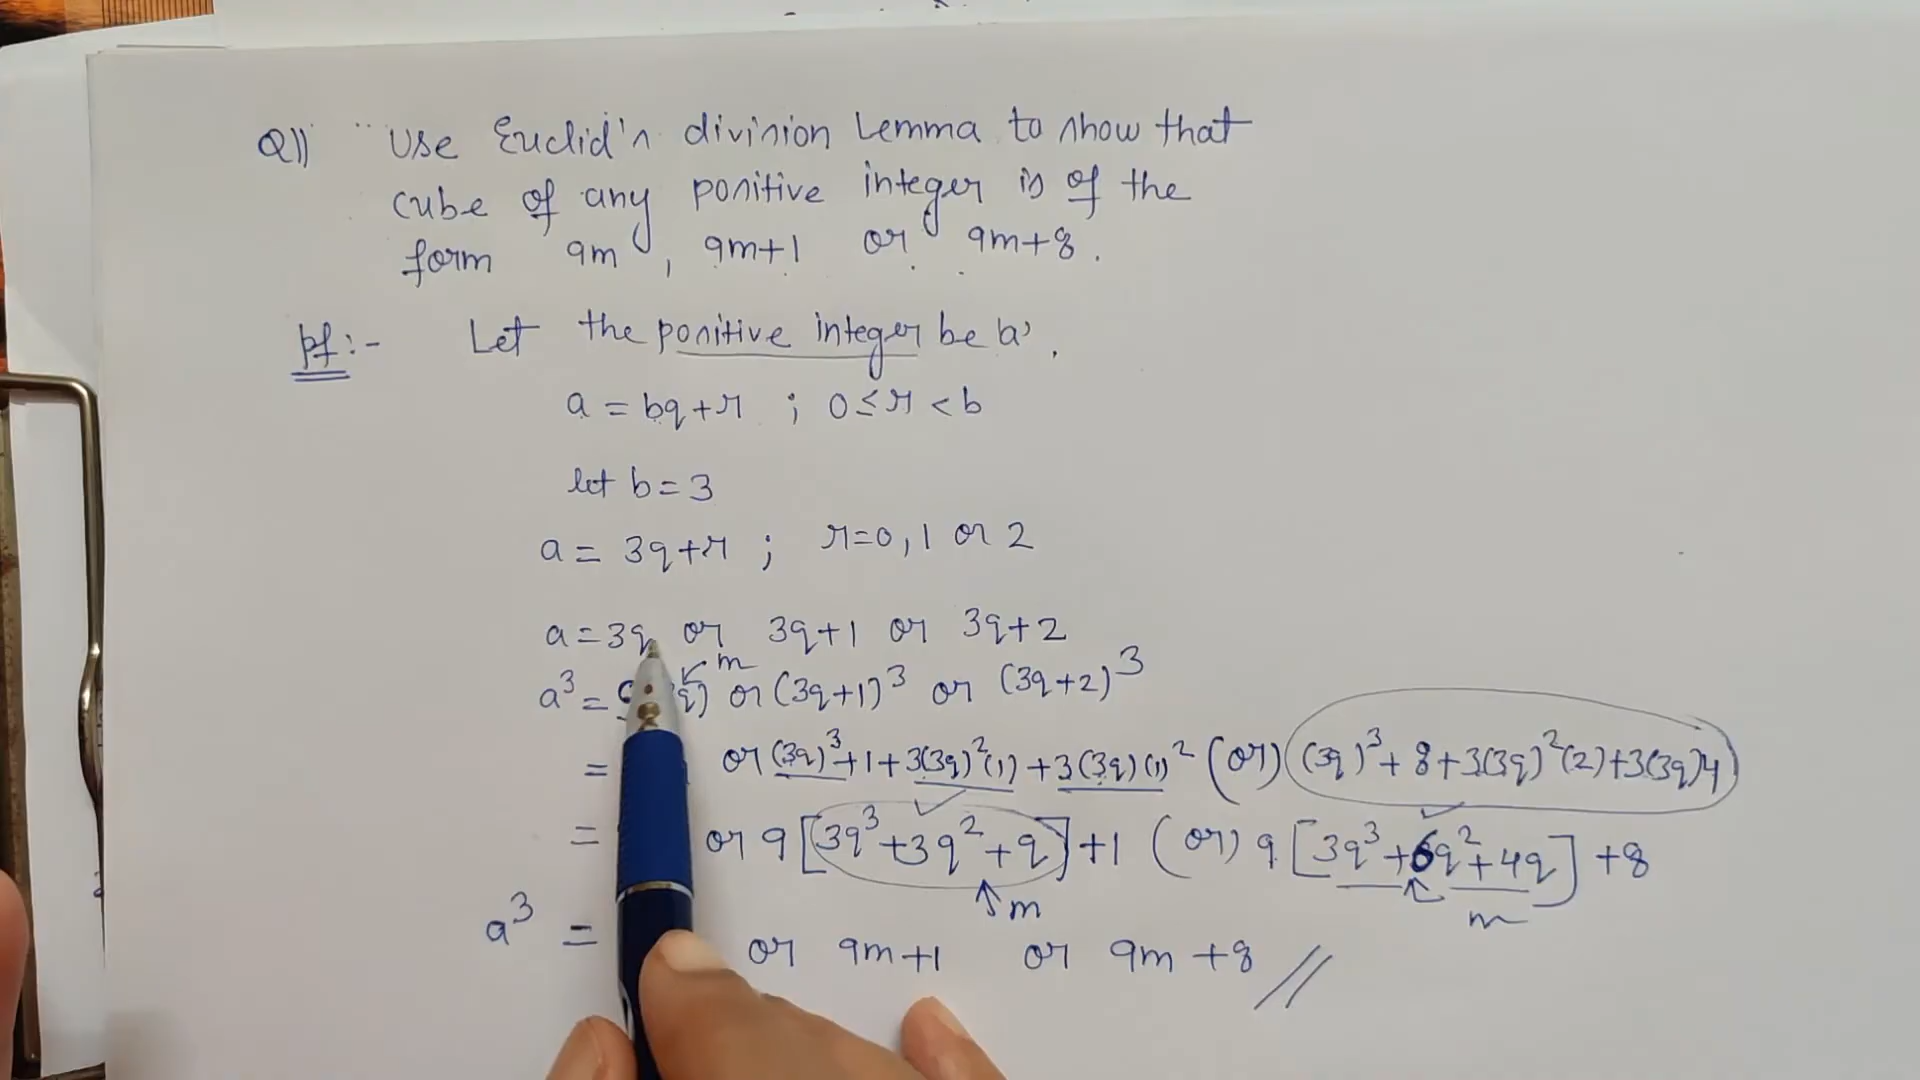 Q1) Use Euclid's division Lemma to show that
cube of any positive integer is of the
form 9m, 9m+1 or 9m+8.
Pf:- Let the positive integer be 'a'.
a = bq+r ; 0≤r<b
let b=3
a = 3q+r ; r=0,1 or 2
a=3q or 3q+1 or 3q+2
m
a³ = or (3q+1)³ or (3q+2)³
= or (3q)³+1+3(3q)²(1)+3(3q)(1)² (or) (3q)³+8+3(3q)²(2)+3(3q)4
= or 9[3q³+3q²+q]+1 (or) 9[3q³+6q²+4q]+8
m m
a³ = or 9m+1 or 9m+8 //